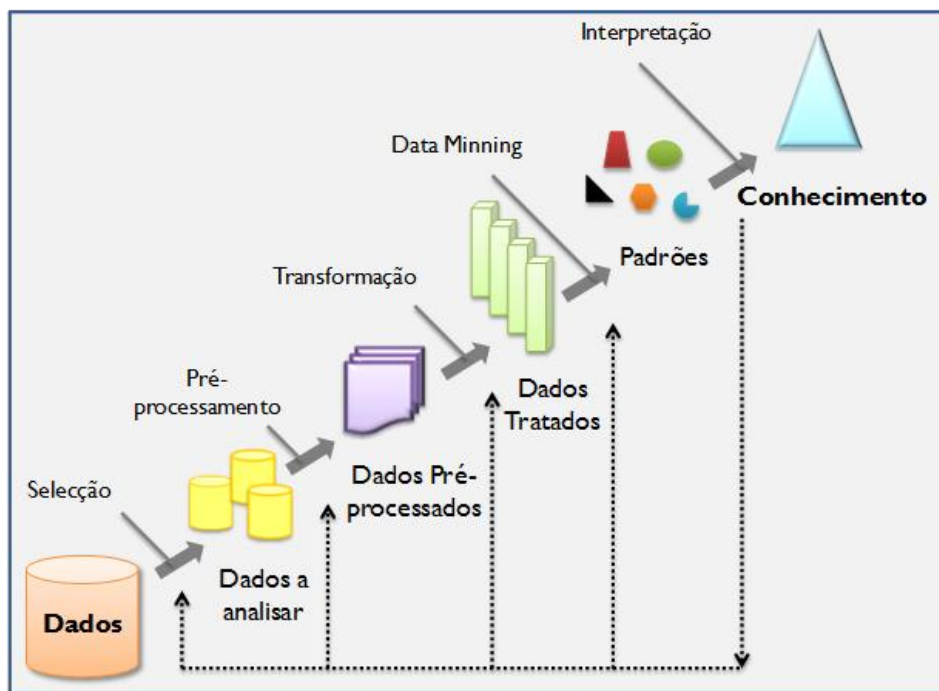 Interpretação
Conhecimento
Data Minning
Padrões
Transformação
Dados
Tratados
Pré-
processamento
Dados Pré-
processados
Selecção
Dados a
analisar
Dados